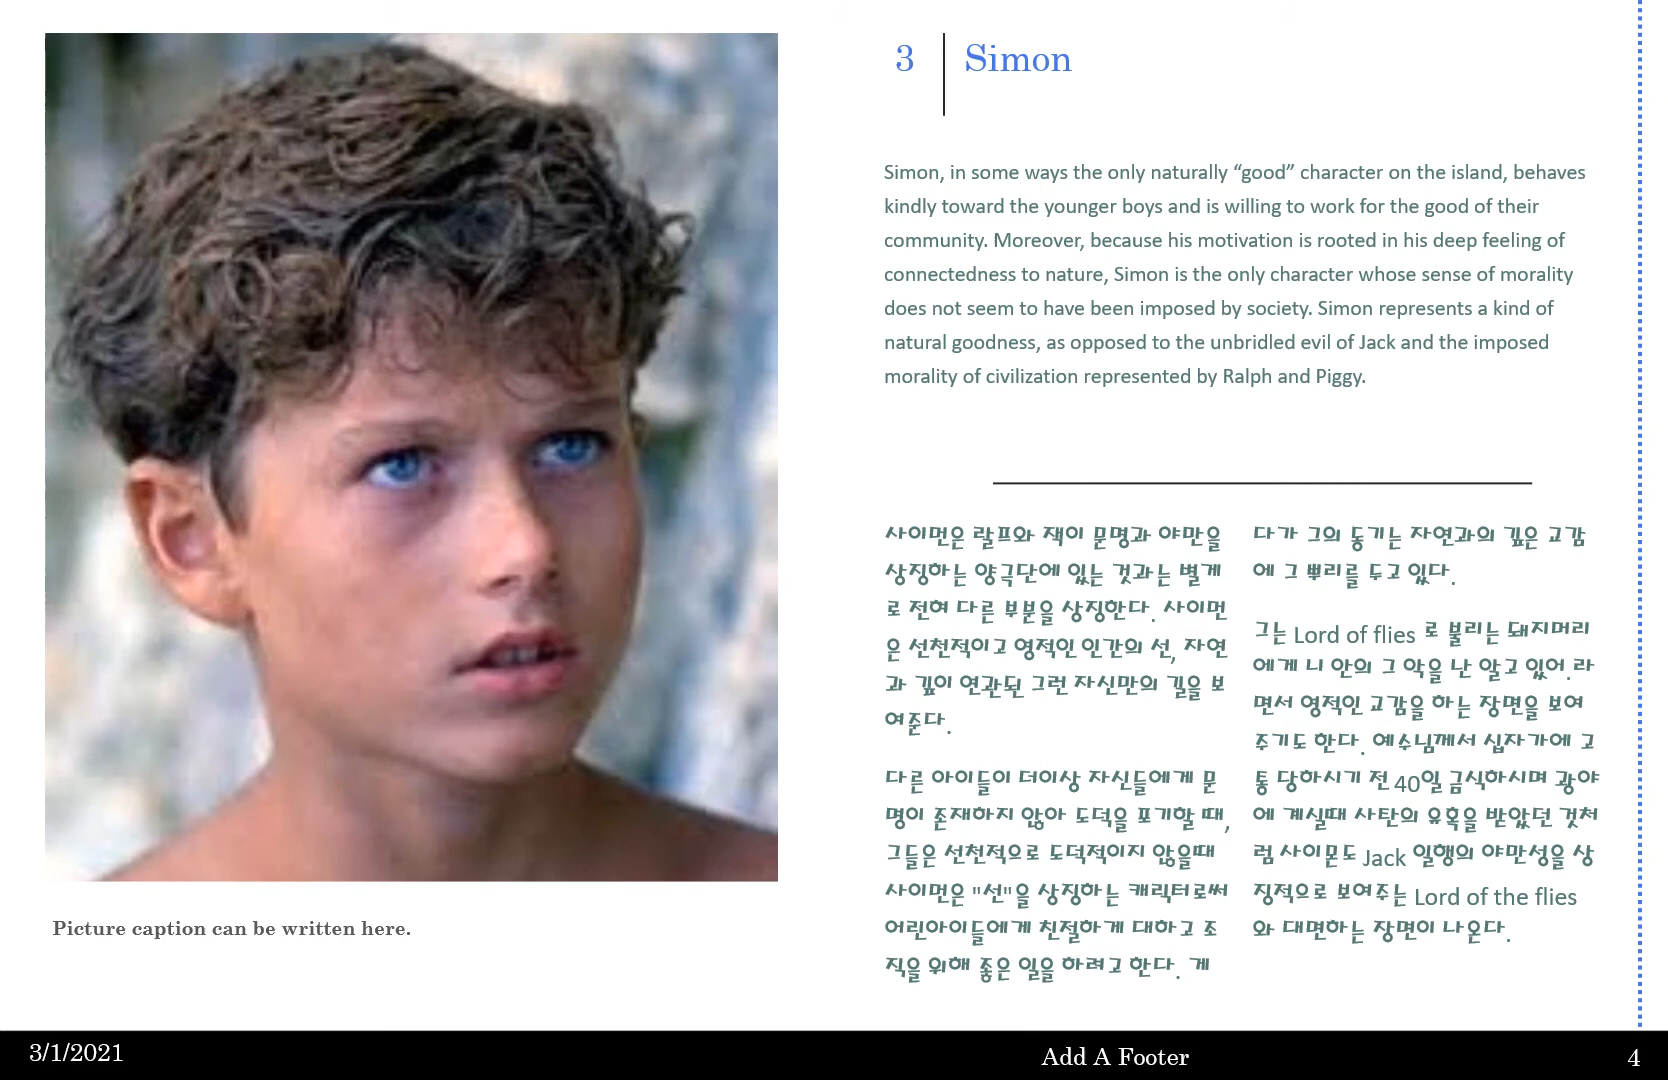 3
Simon
Simon, in some ways the only naturally “good” character on the island, behaves
kindly toward the younger boys and is willing to work for the good of their
community. Moreover, because his motivation is rooted in his deep feeling of
connectedness to nature, Simon is the only character whose sense of morality
does not seem to have been imposed by society. Simon represents a kind of
natural goodness, as opposed to the unbridled evil of Jack and the imposed
morality of civilization represented by Ralph and Piggy.
사이먼은 랄프와 잭이 문명과 야만을
상징하는 양극단에 있는 것과는 별게
로 전혀 다른 부분을 상징한다. 사이먼
은 선천적이고 영적인 인간의 선, 자연
과 깊이 연관된 그런 자신만의 길을 보
여준다.
다른 아이들이 더이상 자신들에게 문
명이 존재하지 않아 도덕을 포기할 때,
그들은 선천적으로 도덕적이지 않을때
사이먼은 "선"을 상징하는 캐릭터로써
어린아이들에게 친절하게 대하고 조
직을 위해 좋은 일을 하려고 한다. 게
다가 그의 동기는 자연과의 깊은 교감
에 그 뿌리를 두고 있다.
그는 Lord of flies 로 불리는 돼지머리
에게 니 안의 그 악을 난 알고 있어.라
면서 영적인 교감을 하는 장면을 보여
주기도 한다. 예수님께서 십자가에 고
통 당하시기 전 40일 금식하시며 광야
에 계실때 사탄의 유혹을 받았던 것처
럼 사이몬도 Jack 일행의 야만성을 상
징적으로 보여주는 Lord of the flies
와 대면하는 장면이 나온다.
Picture caption can be written here.
3/1/2021
Add A Footer
4